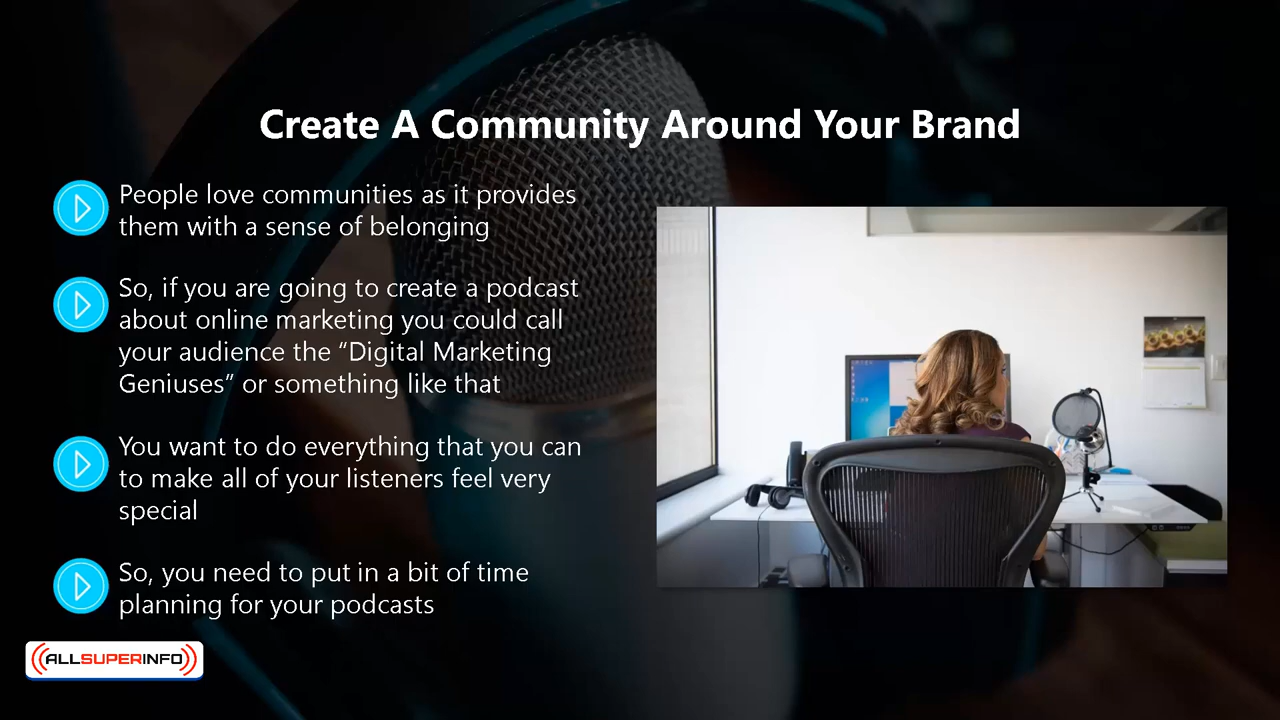 Create A Community Around Your Brand
People love communities as it provides
them with a sense of belonging
So, if you are going to create a podcast
about online marketing you could call
your audience the “Digital Marketing
Geniuses” or something like that
You want to do everything that you can
to make all of your listeners feel very
special
So, you need to put in a bit of time
planning for your podcasts
ALLSUPERINFO